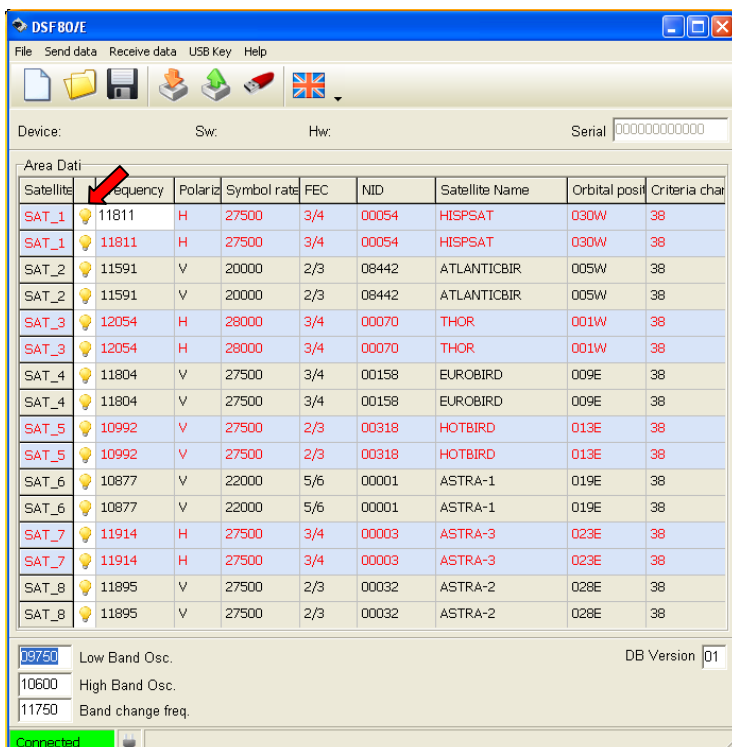 DSF80/E
File Send data Receive data USB Key Help
Device: Sw: Hw: Serial 000000000000
Area Dati
Satellite Frequency Polariz Symbol rate FEC NID Satellite Name Orbital posit Criteria char
SAT_1 11811 H 27500 3/4 00054 HISPSAT 030W 38
SAT_1 11811 H 27500 3/4 00054 HISPSAT 030W 38
SAT_2 11591 V 20000 2/3 08442 ATLANTICBIR 005W 38
SAT_2 11591 V 20000 2/3 08442 ATLANTICBIR 005W 38
SAT_3 12054 H 28000 3/4 00070 THOR 001W 38
SAT_3 12054 H 28000 3/4 00070 THOR 001W 38
SAT_4 11804 V 27500 3/4 00158 EUROBIRD 009E 38
SAT_4 11804 V 27500 3/4 00158 EUROBIRD 009E 38
SAT_5 10992 V 27500 2/3 00318 HOTBIRD 013E 38
SAT_5 10992 V 27500 2/3 00318 HOTBIRD 013E 38
SAT_6 10877 V 22000 5/6 00001 ASTRA-1 019E 38
SAT_6 10877 V 22000 5/6 00001 ASTRA-1 019E 38
SAT_7 11914 H 27500 3/4 00003 ASTRA-3 023E 38
SAT_7 11914 H 27500 3/4 00003 ASTRA-3 023E 38
SAT_8 11895 V 27500 2/3 00032 ASTRA-2 028E 38
SAT_8 11895 V 27500 2/3 00032 ASTRA-2 028E 38
09750 Low Band Osc. DB Version 01
10600 High Band Osc.
11750 Band change freq.
Connected